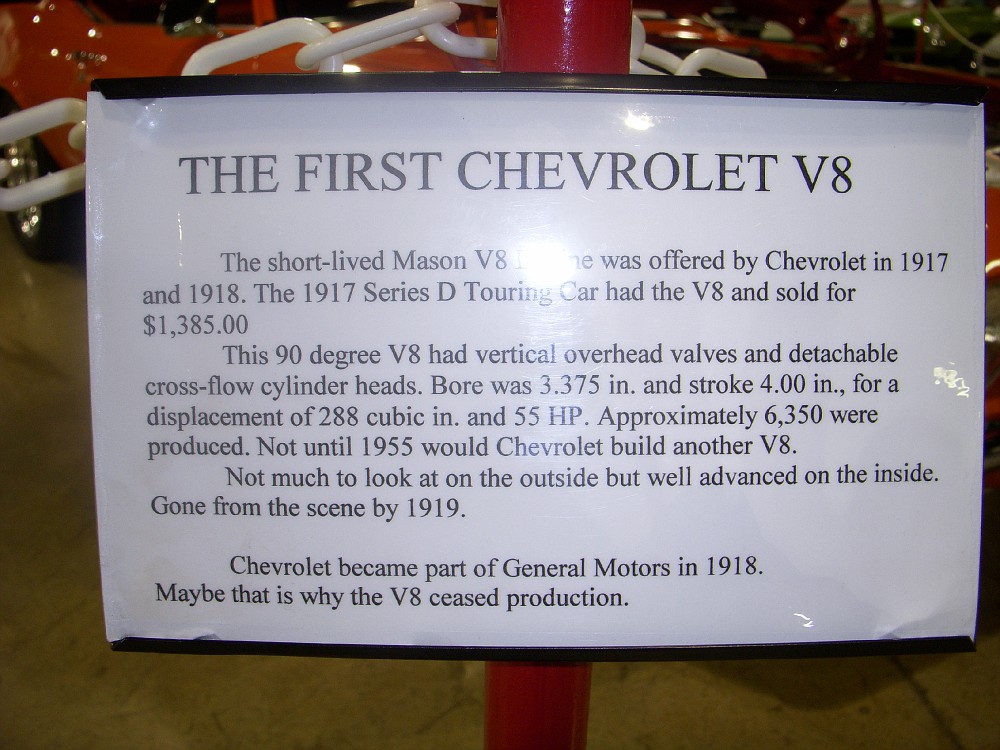 THE FIRST CHEVROLET V8
The short-lived Mason V8 was offered by Chevrolet in 1917
and 1918. The 1917 Series D Touring Car had the V8 and sold for
$1,385.00
This 90 degree V8 had vertical overhead valves and detachable
cross-flow cylinder heads. Bore was 3.375 in. and stroke 4.00 in., for a
displacement of 288 cubic in. and 55 HP. Approximately 6,350 were
produced. Not until 1955 would Chevrolet build another V8.
Not much to look at on the outside but well advanced on the inside.
Gone from the scene by 1919.
Chevrolet became part of General Motors in 1918.
Maybe that is why the V8 ceased production.